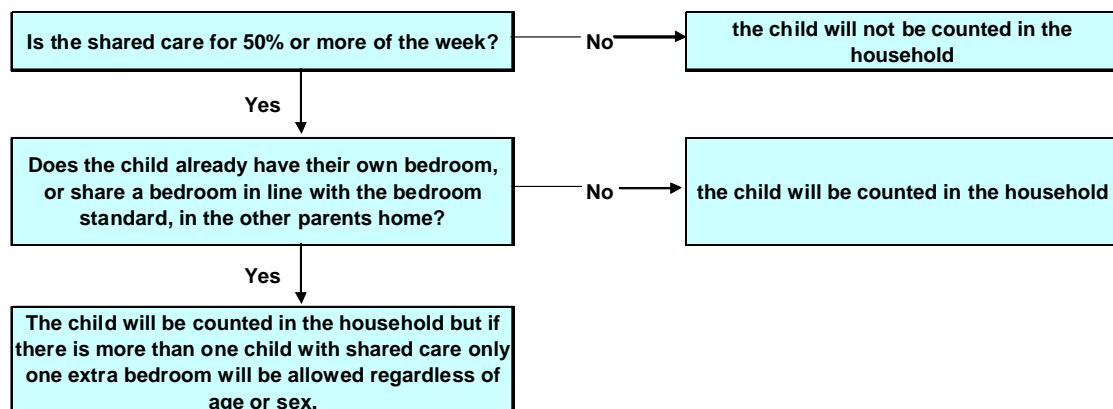 Is the shared care for 50% or more of the week?
No
the child will not be counted in the
household
Yes
Does the child already have their own bedroom,
or share a bedroom in line with the bedroom
standard, in the other parents home?
No
the child will be counted in the household
Yes
The child will be counted in the household but if
there is more than one child with shared care only
one extra bedroom will be allowed regardless of
age or sex.